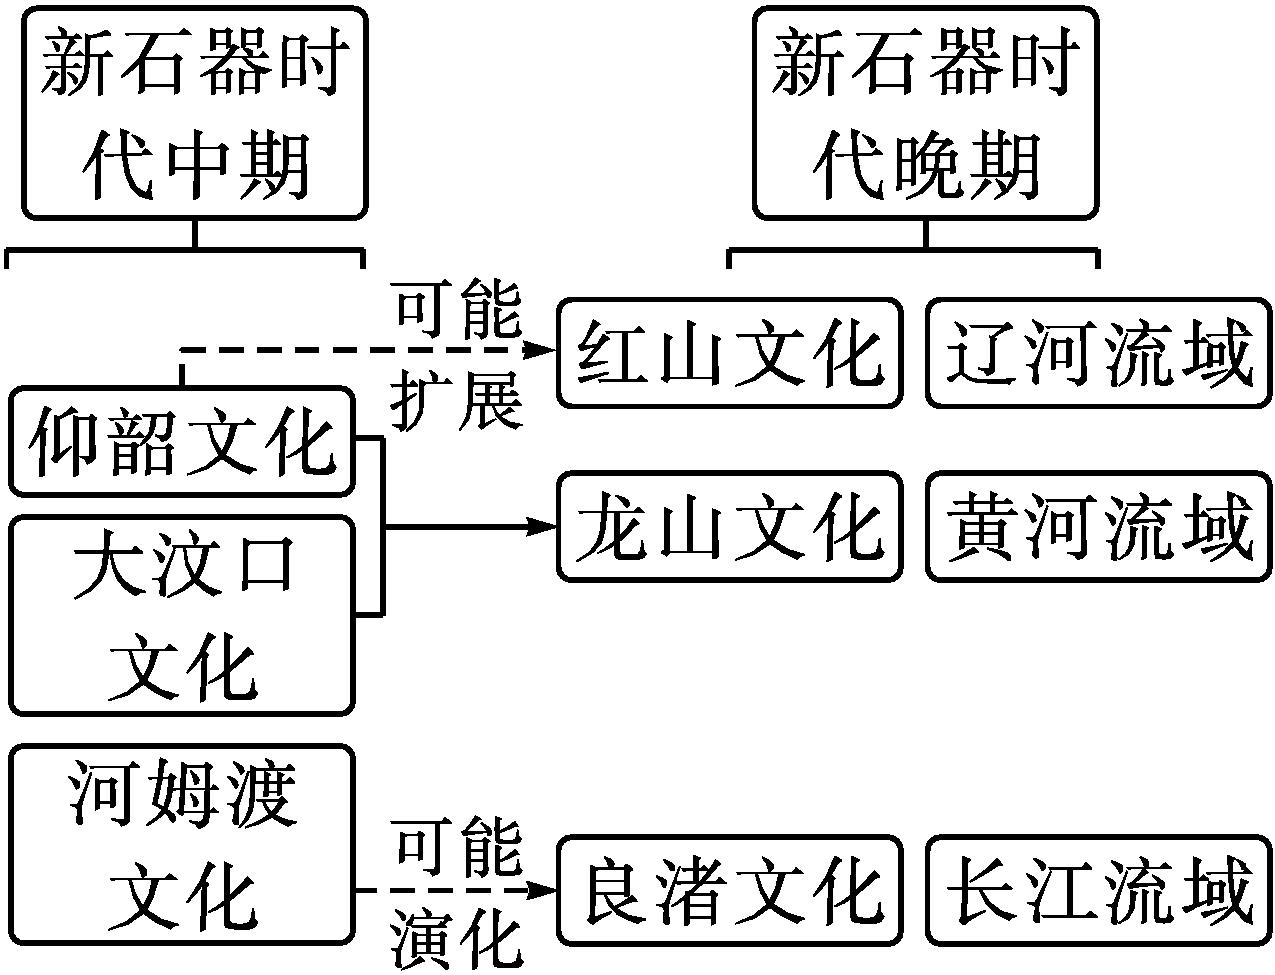 新石器时
代中期
新石器时
代晚期
可能
扩展
红山文化
辽河流域
仰韶文化
龙山文化
黄河流域
大汶口
文化
河姆渡
文化
可能
演化
良渚文化
长江流域